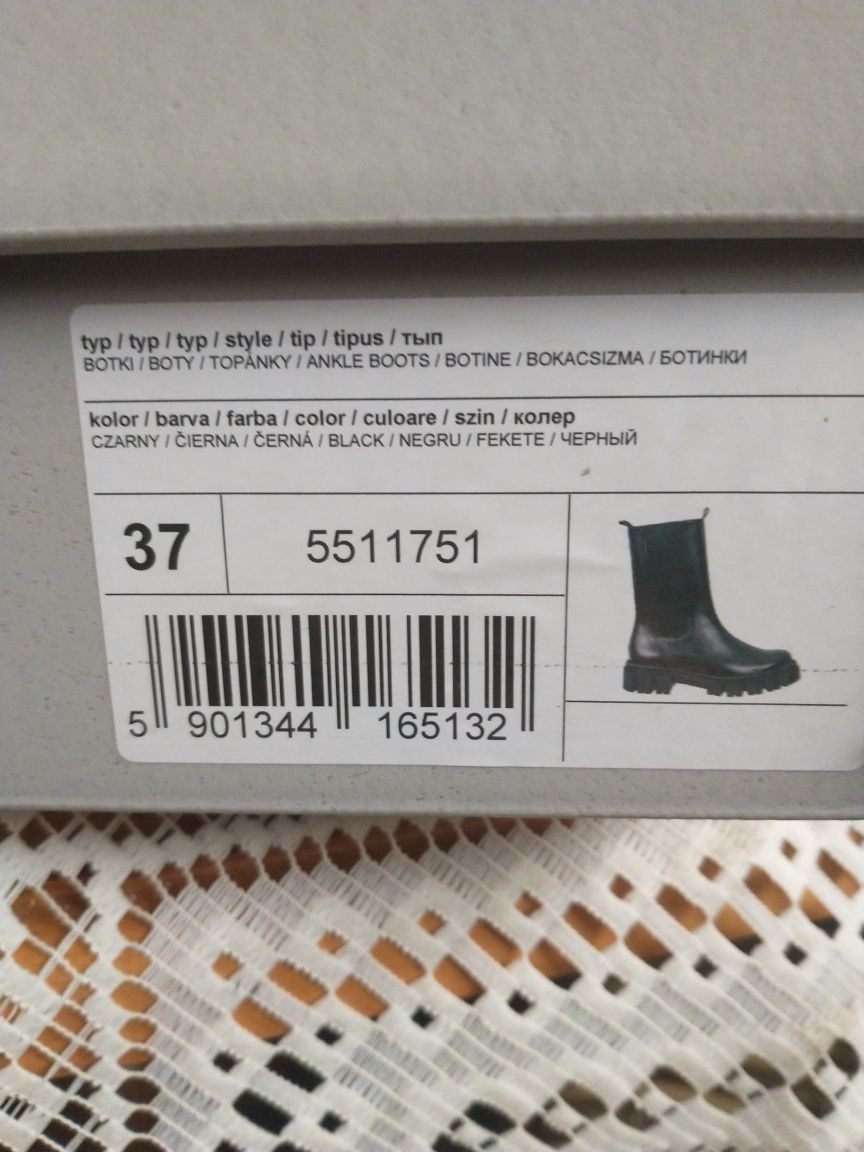 typ / typ / typ / style / tip / tipus / тып
BOTKI / BOTY / TOPÁNKY / ANKLE BOOTS / BOTINE / BOKACSIZMA / БОТИНКИ
kolor / barva / farba / color / culoare / szin / колер
CZARNY / ČIERNA / ČERNÁ / BLACK / NEGRU / FEKETE / ЧЕРНЫЙ
37 5511751
5 901344 165132